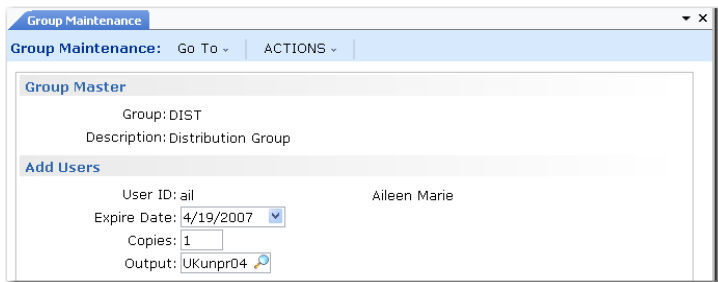 Group Maintenance
Group Maintenance: Go To ACTIONS
Group Master
Group: DIST
Description: Distribution Group
Add Users
User ID: ail Aileen Marie
Expire Date: 4/19/2007
Copies: 1
Output: UKunpr04